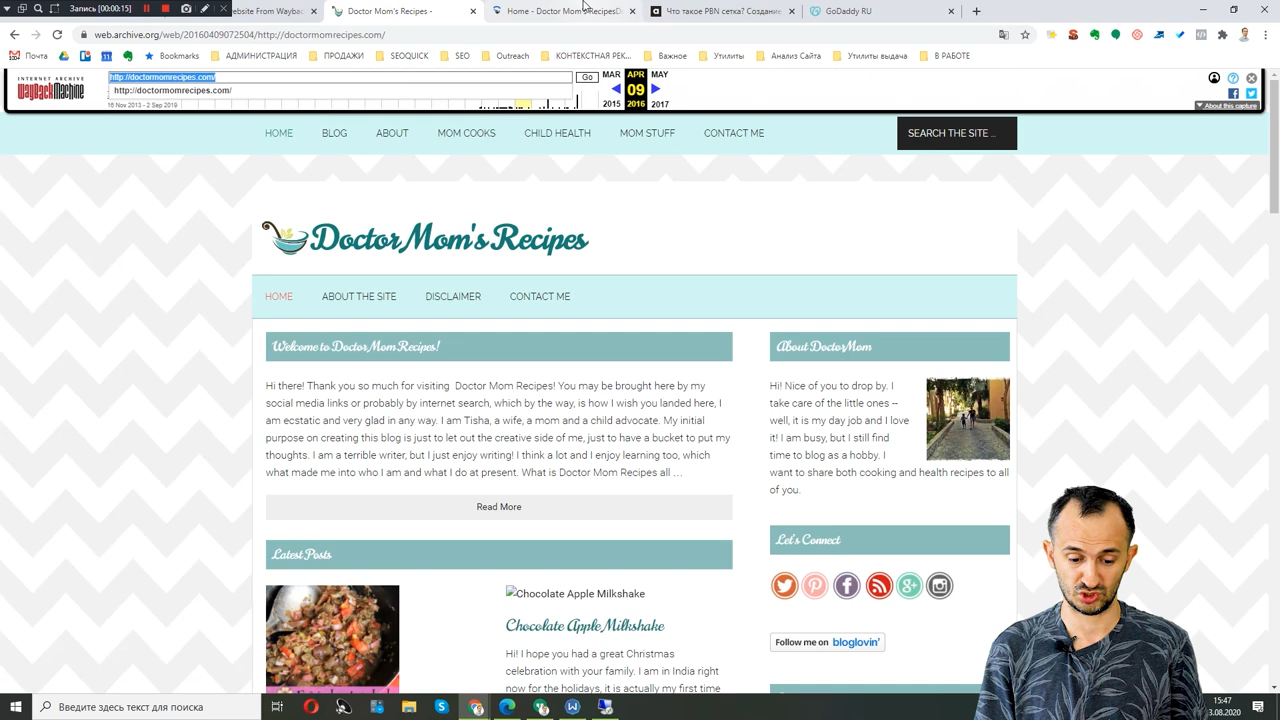 Запись [00:00:15]
ebsite From Wayba
Doctor Mom's Recipes -
Home - Doctor MomRecipesD
Что такое PBN сетка? Создание
GoDaddy RU
web.archive.org/web/20160409072504/http://doctormomrecipes.com/
Почта
Bookmarks
АДМИНИСТРАЦИЯ
ПРОДАЖИ
SEOQUICK
SEO
Outreach
КОНТЕКСТНАЯ РЕК...
Важное
Утилиты
Анализ Сайта
Утилиты выдача
В РАБОТЕ
INTERNET ARCHIVE
WayBackMachine
http://doctormomrecipes.com/
Go
http://doctormomrecipes.com/
16 Nov 2013 - 2 Sep 2019
MAR APR MAY
09
2015 2016 2017
About this capture
HOME BLOG ABOUT MOM COOKS CHILD HEALTH MOM STUFF CONTACT ME
SEARCH THE SITE ...
Doctor Mom's Recipes
HOME ABOUT THE SITE DISCLAIMER CONTACT ME
Welcome to Doctor Mom Recipes!
Hi there! Thank you so much for visiting Doctor Mom Recipes! You may be brought here by my
social media links or probably by internet search, which by the way, is how I wish you landed here, I
am ecstatic and very glad in any way. I am Tisha, a wife, a mom and a child advocate. My initial
purpose on creating this blog is just to let out the creative side of me, just to have a bucket to put my
thoughts. I am a terrible writer, but I just enjoy writing! I think a lot and I enjoy learning too, which
what made me into who I am and what I do at present. What is Doctor Mom Recipes all …
Read More
Latest Posts
Chocolate Apple Milkshake
Chocolate Apple Milkshake
Hi! I hope you had a great Christmas
celebration with your family. I am in India right
now for the holidays, it is actually my first time
About DoctorMom
Hi! Nice of you to drop by. I
take care of the little ones --
well, it is my day job and I love
it! I am busy, but I still find
time to blog as a hobby. I
want to share both cooking and health recipes to all
of you.
Let's Connect
Follow me on bloglovin'
Введите здесь текст для поиска
15:47
3.08.2020